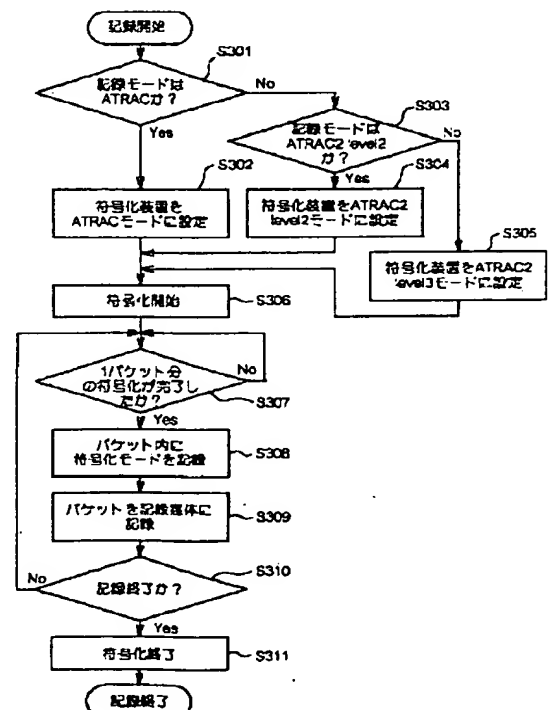 記録開始
S301
記録モードは
ATRACか?
No
Yes
S303
記録モードは
ATRAC2 level2
か?
No
Yes
S302
符号化装置を
ATRACモードに設定
S304
符号化装置をATRAC2
level2モードに設定
S305
符号化装置をATRAC2
level3モードに設定
符号化開始
S306
1パケット分
の符号化が完了し
たか?
No
S307
Yes
パケット内に
符号化モードを記録
S308
パケットを記録媒体に
記録
S309
S310
No
記録終了か?
Yes
符号化終了
S311
記録終了